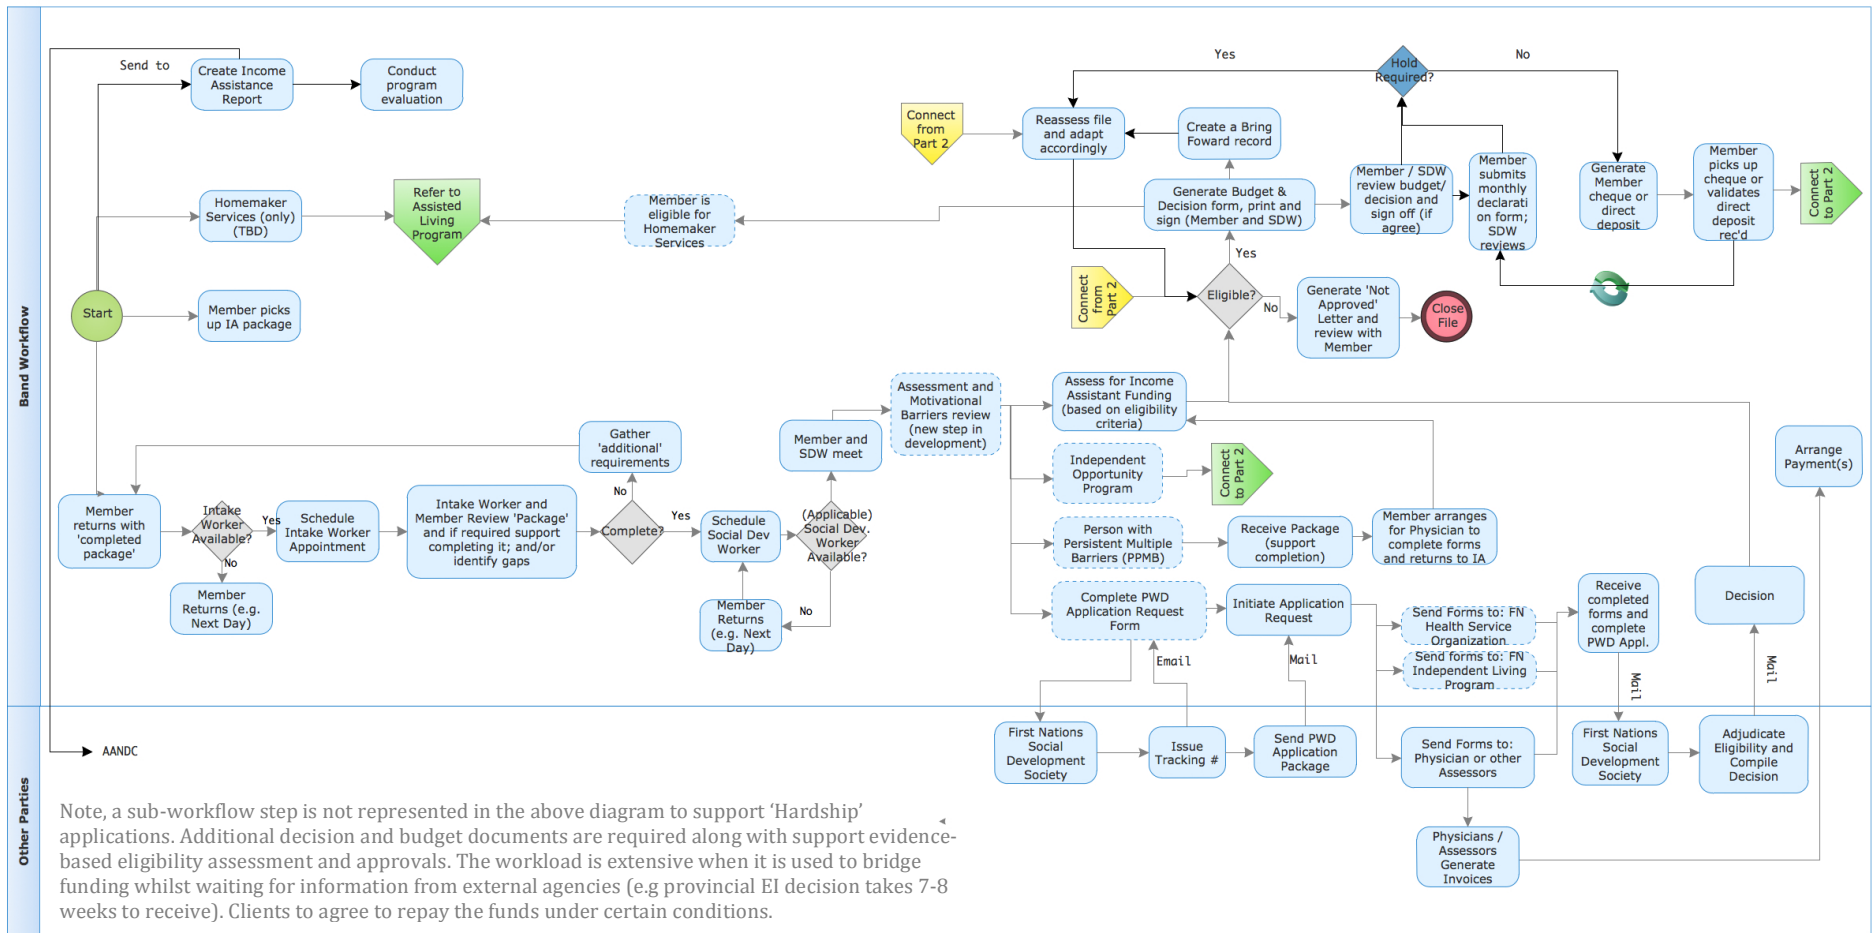 Band Workflow
Send to
Create Income
Assistance
Report
Conduct
program
evaluation
Homemaker
Services (only)
(TBD)
Refer to
Assisted
Living
Program
Member is
eligible for
Homemaker
Services
Start
Member picks
up IA package
Connect
from
Part 2
Reassess file
and adapt
accordingly
Create a Bring
Foward record
Yes
Hold
Required?
No
Generate Budget &
Decision form, print and
sign (Member and SDW)
Member / SDW
review budget/
decision and
sign off (if
agree)
Member
submits
monthly
declarati
on form;
SDW
reviews
Generate
Member
cheque or
direct
deposit
Member
picks up
cheque or
validates
direct
deposit
rec'd
Connect
to Part 2
Connect
from
Part 2
Yes
Eligible?
No
Generate 'Not
Approved'
Letter and
review with
Member
Close
File
Member
returns with
'completed
package'
Intake
Worker
Available?
Yes
No
Member
Returns (e.g.
Next Day)
Schedule
Intake Worker
Appointment
Intake Worker and
Member Review 'Package'
and if required support
completing it; and/or
identify gaps
Gather
'additional'
requirements
No
Complete?
Yes
Schedule
Social Dev
Worker
Member
Returns
(e.g. Next
Day)
No
(Applicable)
Social Dev.
Worker
Available?
Member and
SDW meet
Assessment and
Motivational
Barriers review
(new step in
development)
Assess for Income
Assistant Funding
(based on eligibility
criteria)
Independent
Opportunity
Program
Connect
to Part 2
Person with
Persistent Multiple
Barriers (PPMB)
Receive Package
(support
completion)
Member arranges
for Physician to
complete forms
and returns to IA
Complete PWD
Application Request
Form
Initiate Application
Request
Send Forms to: FN
Health Service
Organization
Send forms to: FN
Independent Living
Program
Receive
completed
forms and
complete
PWD Appl.
Decision
Arrange
Payment(s)
Email
Mail
Mail
Mail
Other Parties
AANDC
First Nations
Social
Development
Society
Issue
Tracking #
Send PWD
Application
Package
Send Forms to:
Physician or other
Assessors
First Nations
Social
Development
Society
Adjudicate
Eligibility and
Compile
Decision
Physicians /
Assessors
Generate
Invoices
Note, a sub-workflow step is not represented in the above diagram to support ‘Hardship’
applications. Additional decision and budget documents are required along with support evidence-
based eligibility assessment and approvals. The workload is extensive when it is used to bridge
funding whilst waiting for information from external agencies (e.g provincial EI decision takes 7-8
weeks to receive). Clients to agree to repay the funds under certain conditions.